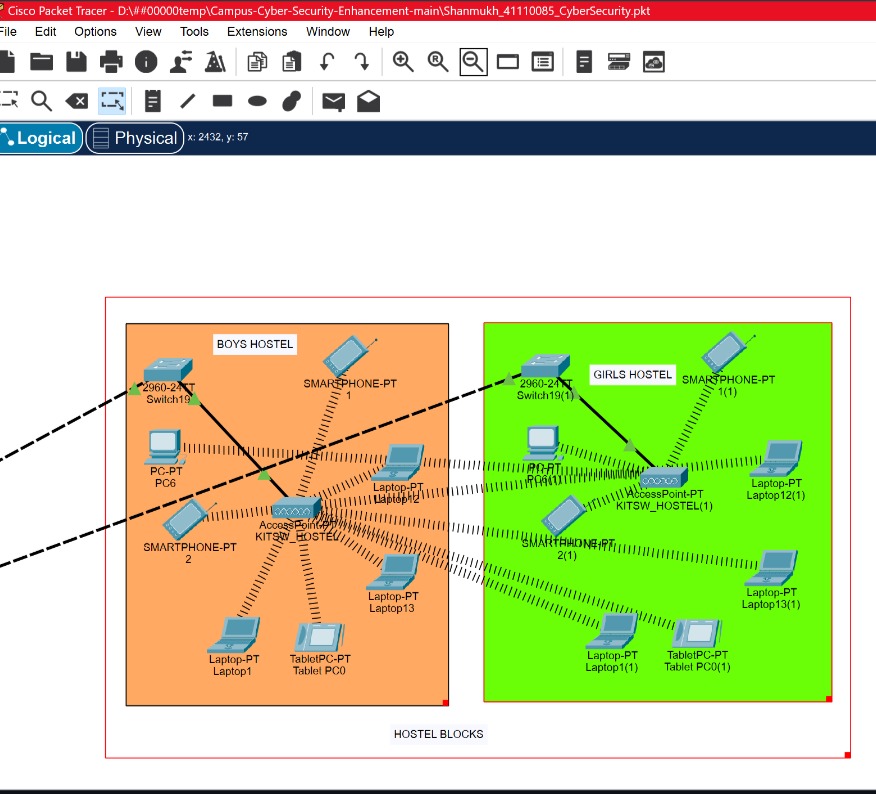 Cisco Packet Tracer - D:\##00000temp\Campus-Cyber-Security-Enhancement-main\Shanmukh_41110085_CyberSecurity.pkt
File Edit Options View Tools Extensions Window Help
Logical Physical x: 2432, y: 57
BOYS HOSTEL
2960-24TT
Switch19
SMARTPHONE-PT
1
PC-PT
PC6
Laptop-PT
Laptop12
SMARTPHONE-PT
2
AccessPoint-PT
KITSW_HOSTEL
Laptop-PT
Laptop13
Laptop-PT
Laptop1
TabletPC-PT
Tablet PC0
GIRLS HOSTEL
2960-24TT
Switch19(1)
SMARTPHONE-PT
1(1)
PC-PT
PC6(1)
AccessPoint-PT
KITSW_HOSTEL(1)
Laptop-PT
Laptop12(1)
SMARTPHONE-PT
2(1)
Laptop-PT
Laptop13(1)
Laptop-PT
Laptop1(1)
TabletPC-PT
Tablet PC0(1)
HOSTEL BLOCKS